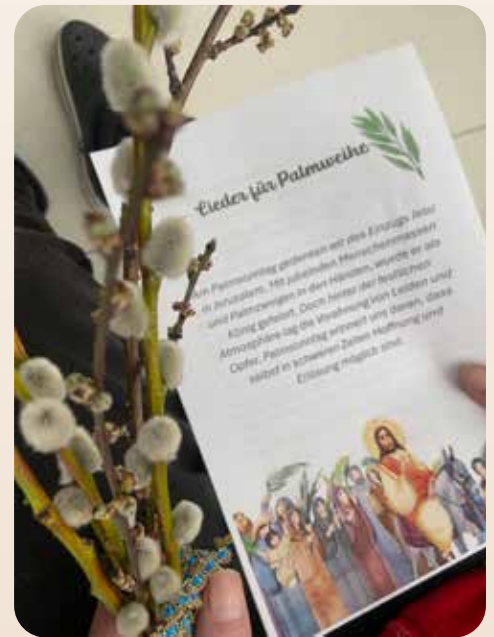 Lieder für Palmweihe
Am Palmsonntag gedenken wir des Einzugs Jesu
in Jerusalem. Mit jubelnden Menschenmassen
und Palmzweigen in den Händen, wurde er als
König gefeiert. Doch hinter der festlichen
Atmosphäre lag die Vorahnung von Leiden und
Opfer. Palmsonntag erinnert uns daran, dass
selbst in schweren Zeiten Hoffnung und
Erlösung möglich sind.